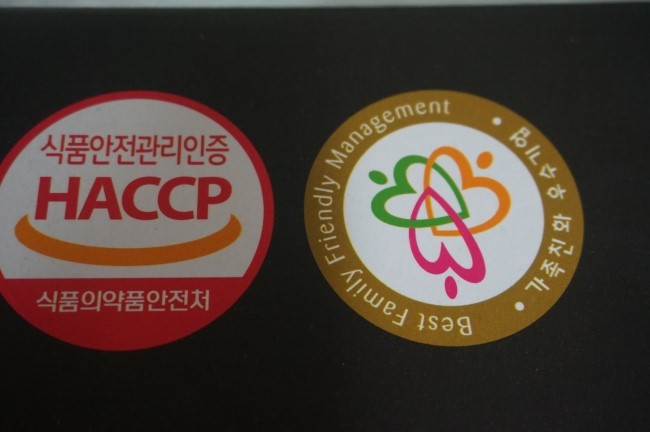 식품안전관리인증
HACCP
식품의약품안전처
Best Family Friendly Management
가족친화 우수기업